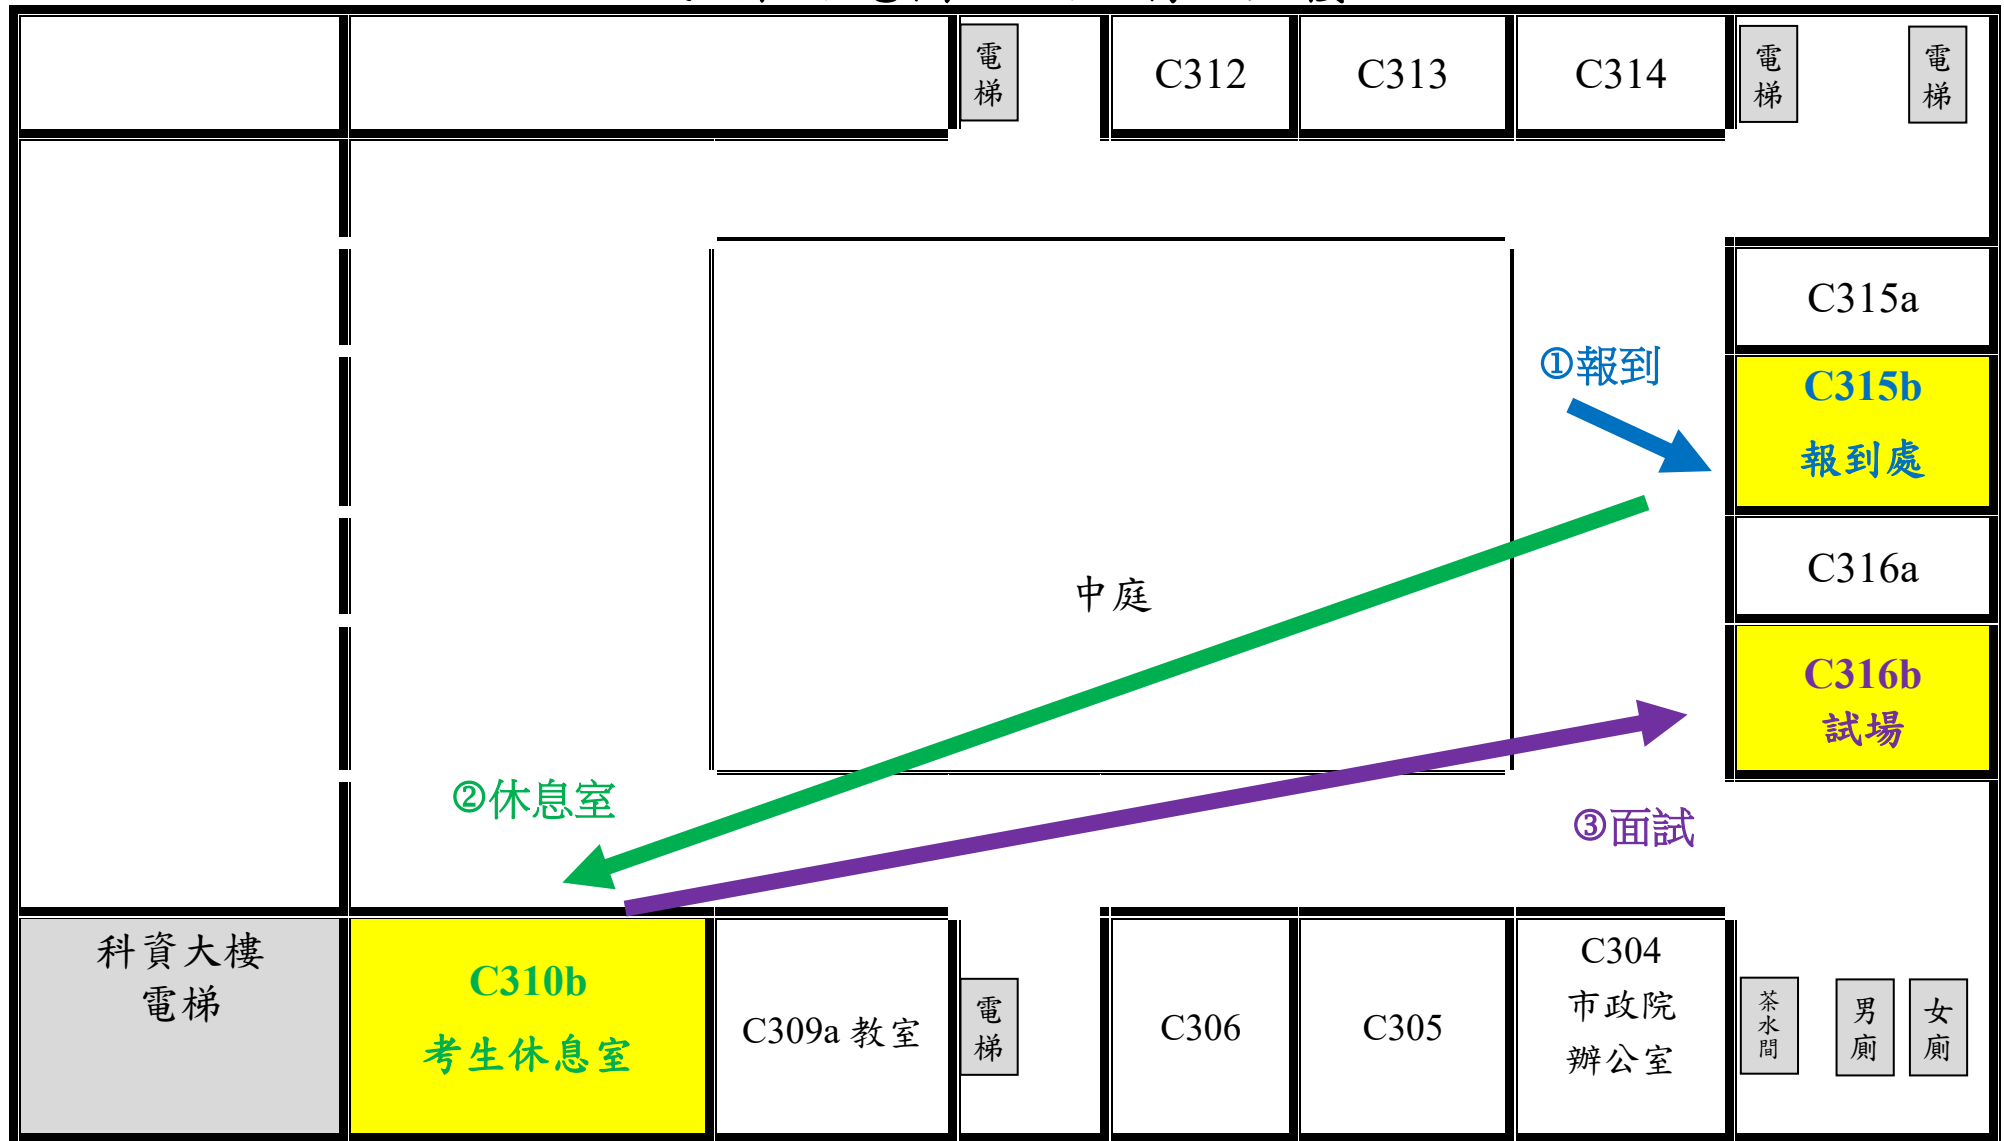 電梯
C312
C313
C314
電梯
電梯
C315a
①報到
C315b
報到處
C316a
中庭
C316b
試場
②休息室
③面試
科資大樓
電梯
C310b
考生休息室
C309a 教室
電梯
C306
C305
C304
市政院
辦公室
茶水間
男廁
女廁